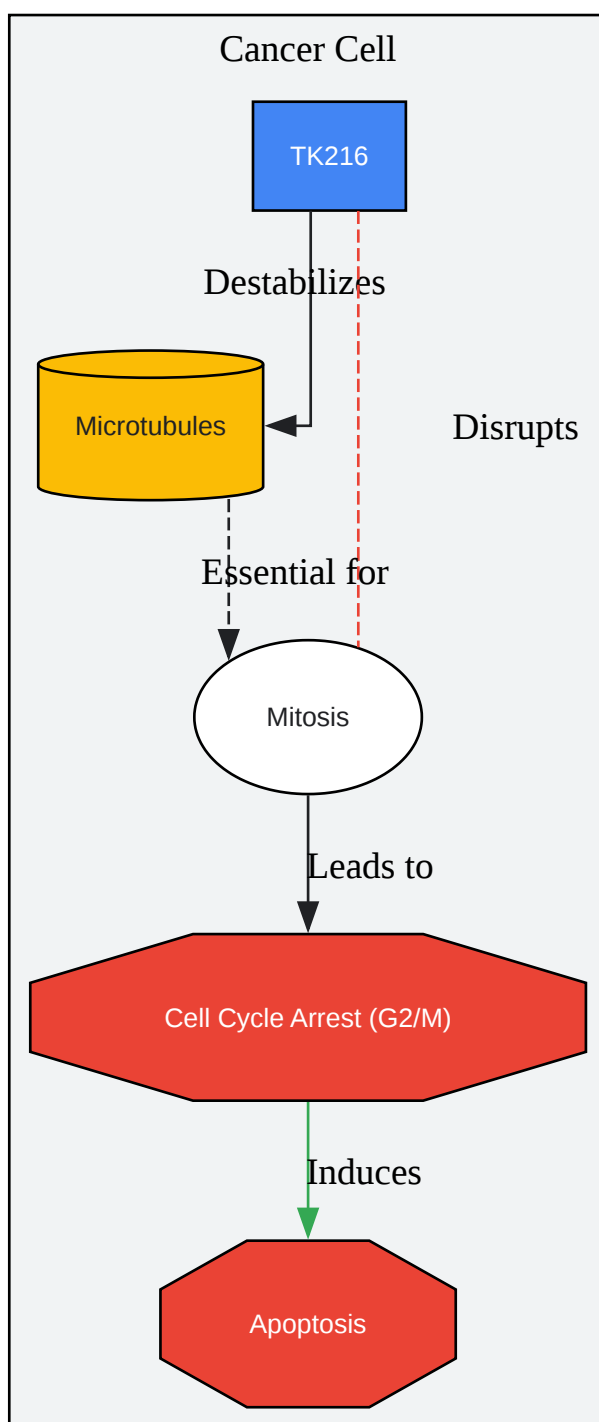 Cancer Cell
TK216
Destabilizes
Microtubules
Disrupts
Essential for
Mitosis
Leads to
Cell Cycle Arrest (G2/M)
Induces
Apoptosis